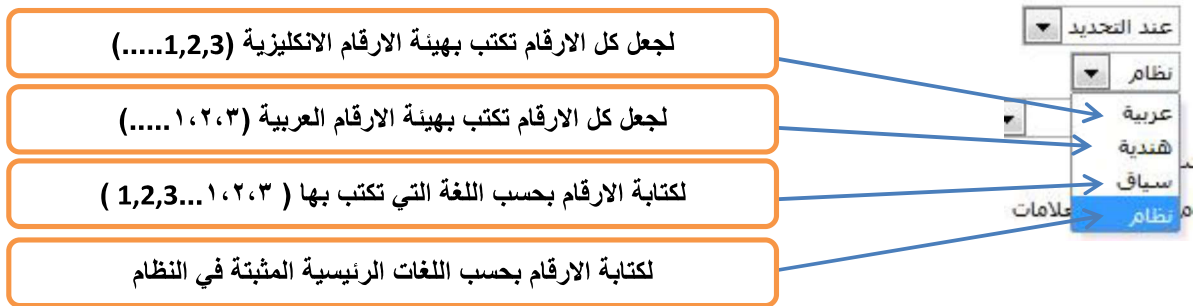 لجعل كل الارقام تكتب بهيئة الارقام الانكليزية (1,2,3.....)
لجعل كل الارقام تكتب بهيئة الارقام العربية (١،٢،٣.....)
لكتابة الارقام بحسب اللغة التي تكتب بها ( ١،٢،٣...1,2,3 )
لكتابة الارقام بحسب اللغات الرئيسية المثبتة في النظام
عند التحديد
نظام
عربية
هندية
سياق
نظام
علامات